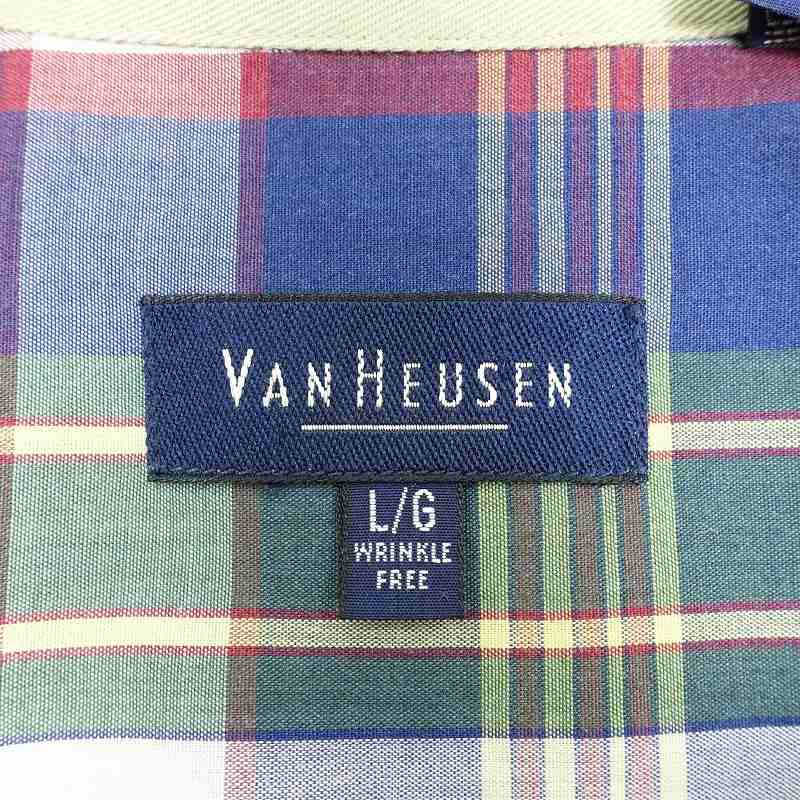 VAN HEUSEN
L/G
WRINKLE
FREE